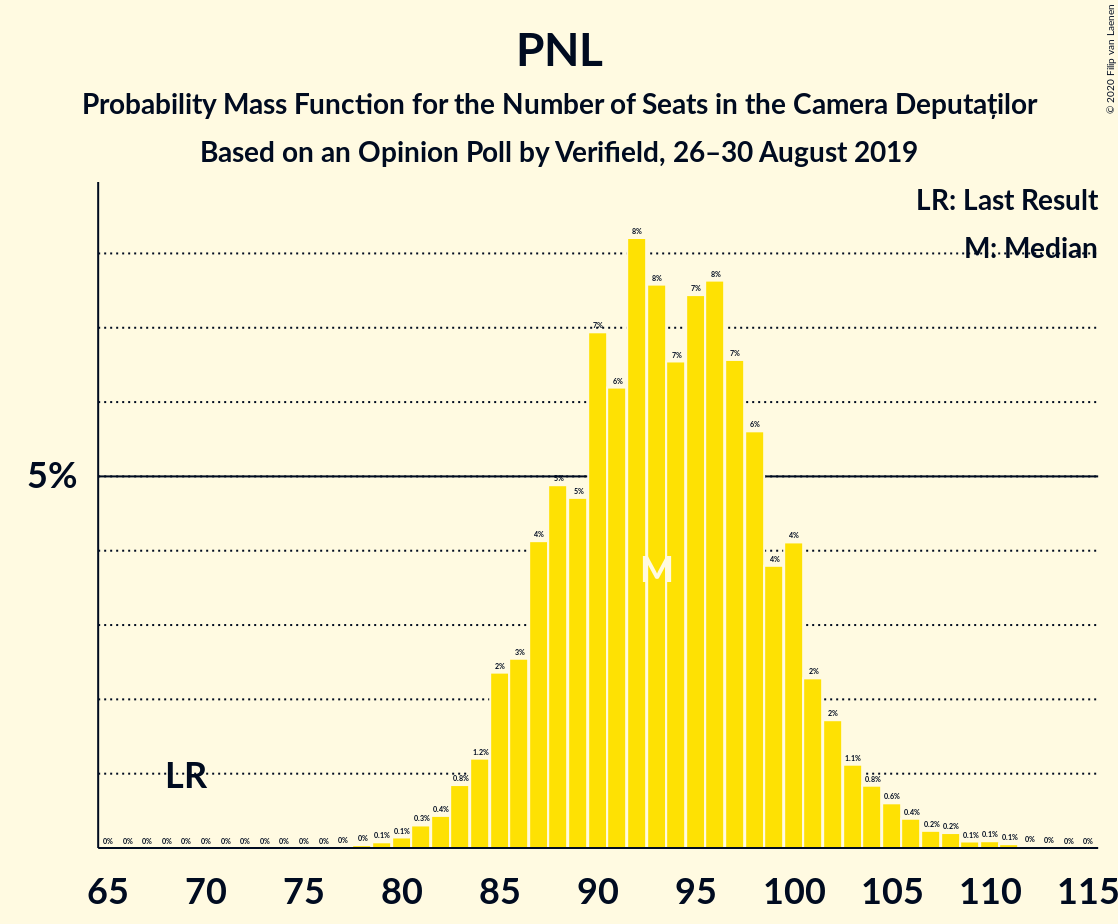 PNL
Probability Mass Function for the Number of Seats in the Camera Deputaților
Based on an Opinion Poll by Verifield, 26–30 August 2019
© 2020 Filip van Laenen
LR: Last Result
M: Median
5%
0% 0% 0% 0% 0% 0% 0% 0% 0% 0% 0% 0% 0% 0% 0.1% 0.1% 0.3% 0.4% 0.8% 1.2% 2% 3% 4% 5% 5% 7% 6% 8% 8% 7% 7% 8% 7% 6% 4% 4% 2% 2% 1.1% 0.8% 0.6% 0.4% 0.2% 0.2% 0.1% 0.1% 0.1% 0% 0% 0% 0%
M
LR
65 70 75 80 85 90 95 100 105 110 115